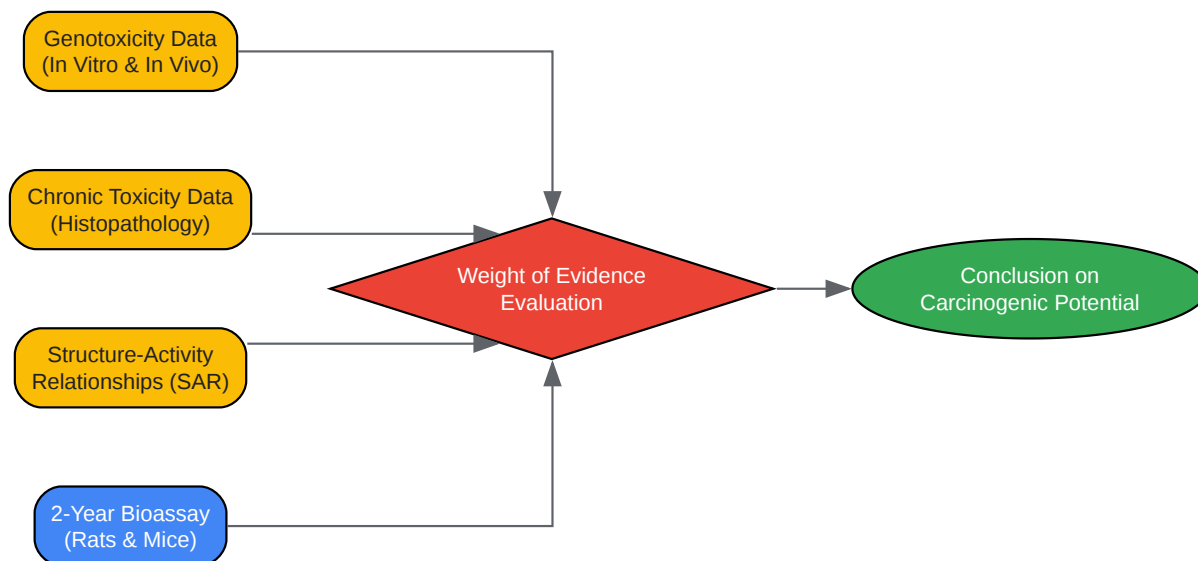 Genotoxicity Data
(In Vitro & In Vivo)
Chronic Toxicity Data
(Histopathology)
Weight of Evidence
Evaluation
Conclusion on
Carcinogenic Potential
Structure-Activity
Relationships (SAR)
2-Year Bioassay
(Rats & Mice)